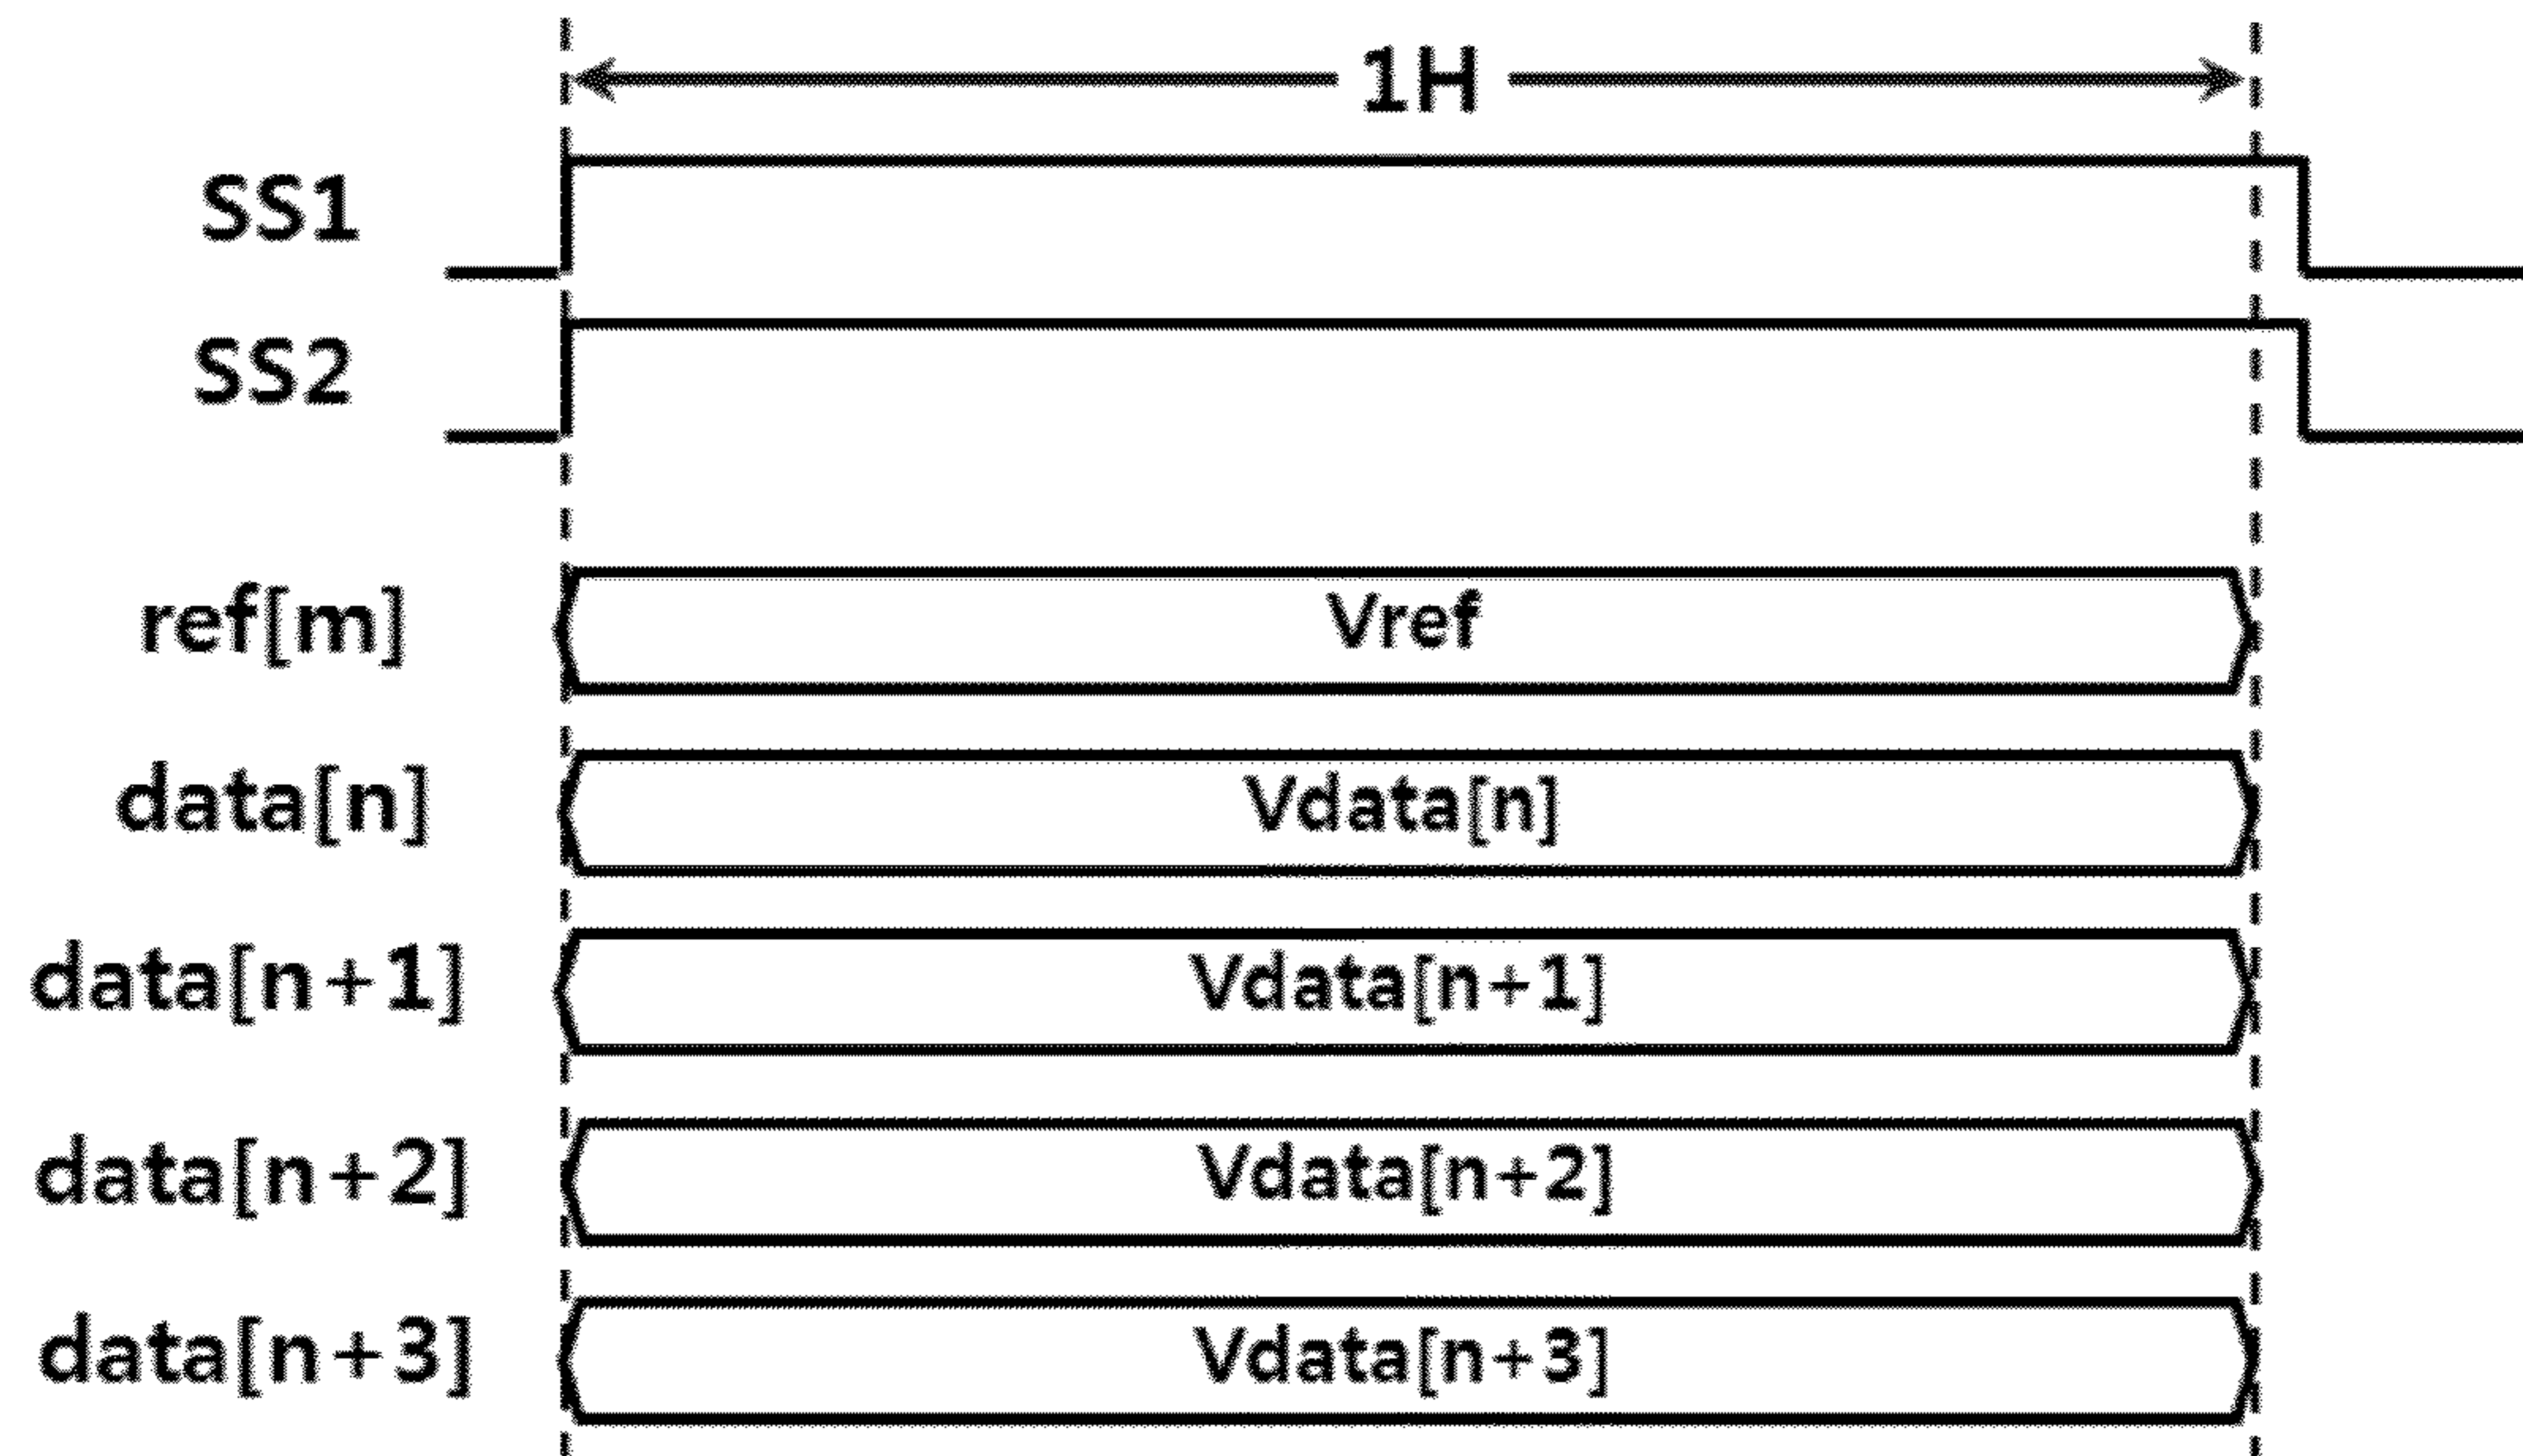 1H
SS1
SS2
ref[m] Vref
data[n] Vdata[n]
data[n+1] Vdata[n+1]
data[n+2] Vdata[n+2]
data[n+3] Vdata[n+3]